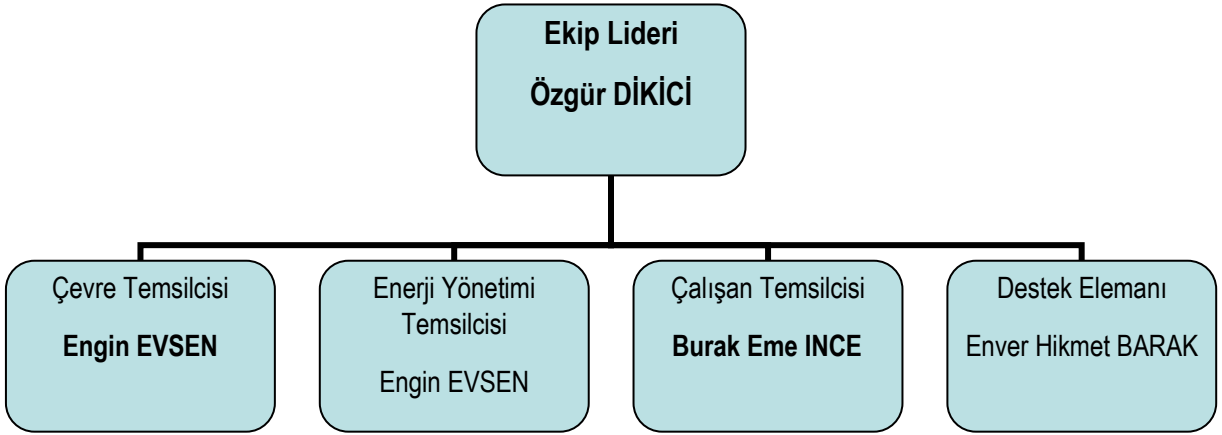 Ekip Lideri
Özgür DİKİCİ
Çevre Temsilcisi
Engin EVSEN
Enerji Yönetimi
Temsilcisi
Engin EVSEN
Çalışan Temsilcisi
Burak Eme INCE
Destek Elemanı
Enver Hikmet BARAK